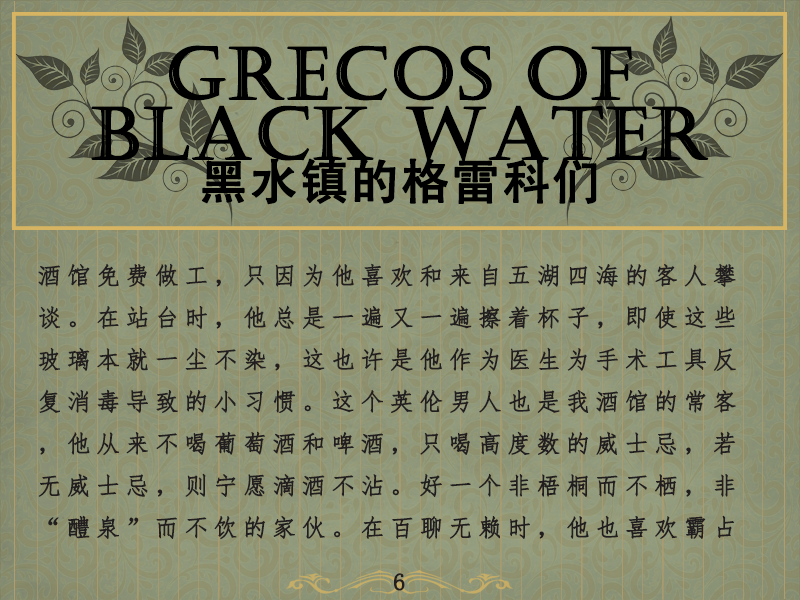 GRECOS OF
BLACK WATER
黑水镇的格雷科们
酒馆免费做工，只因为他喜欢和来自五湖四海的客人攀
谈。在站台时，他总是一遍又一遍擦着杯子，即使这些
玻璃本就一尘不染，这也许是他作为医生为手术工具反
复消毒导致的小习惯。这个英伦男人也是我酒馆的常客
，他从来不喝葡萄酒和啤酒，只喝高度数的威士忌，若
无威士忌，则宁愿滴酒不沾。好一个非梧桐而不栖，非
“醴泉”而不饮的家伙。在百聊无赖时，他也喜欢霸占
6